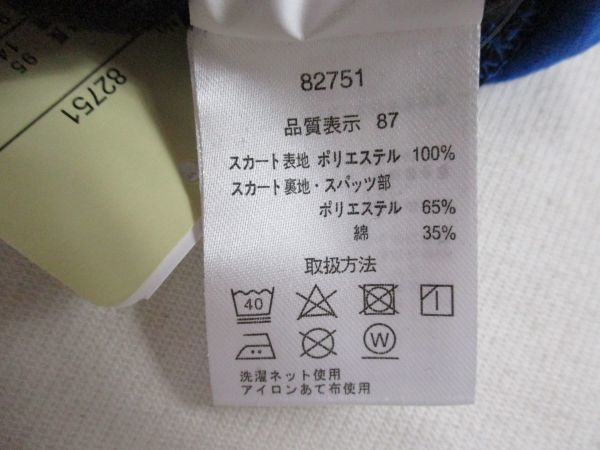 82751
品質表示 87
スカート表地 ポリエステル 100%
スカート裏地・スパッツ部
ポリエステル 65%
綿 35%
取扱方法
40
W
洗濯ネット使用
アイロンあて布使用
82751
95
14